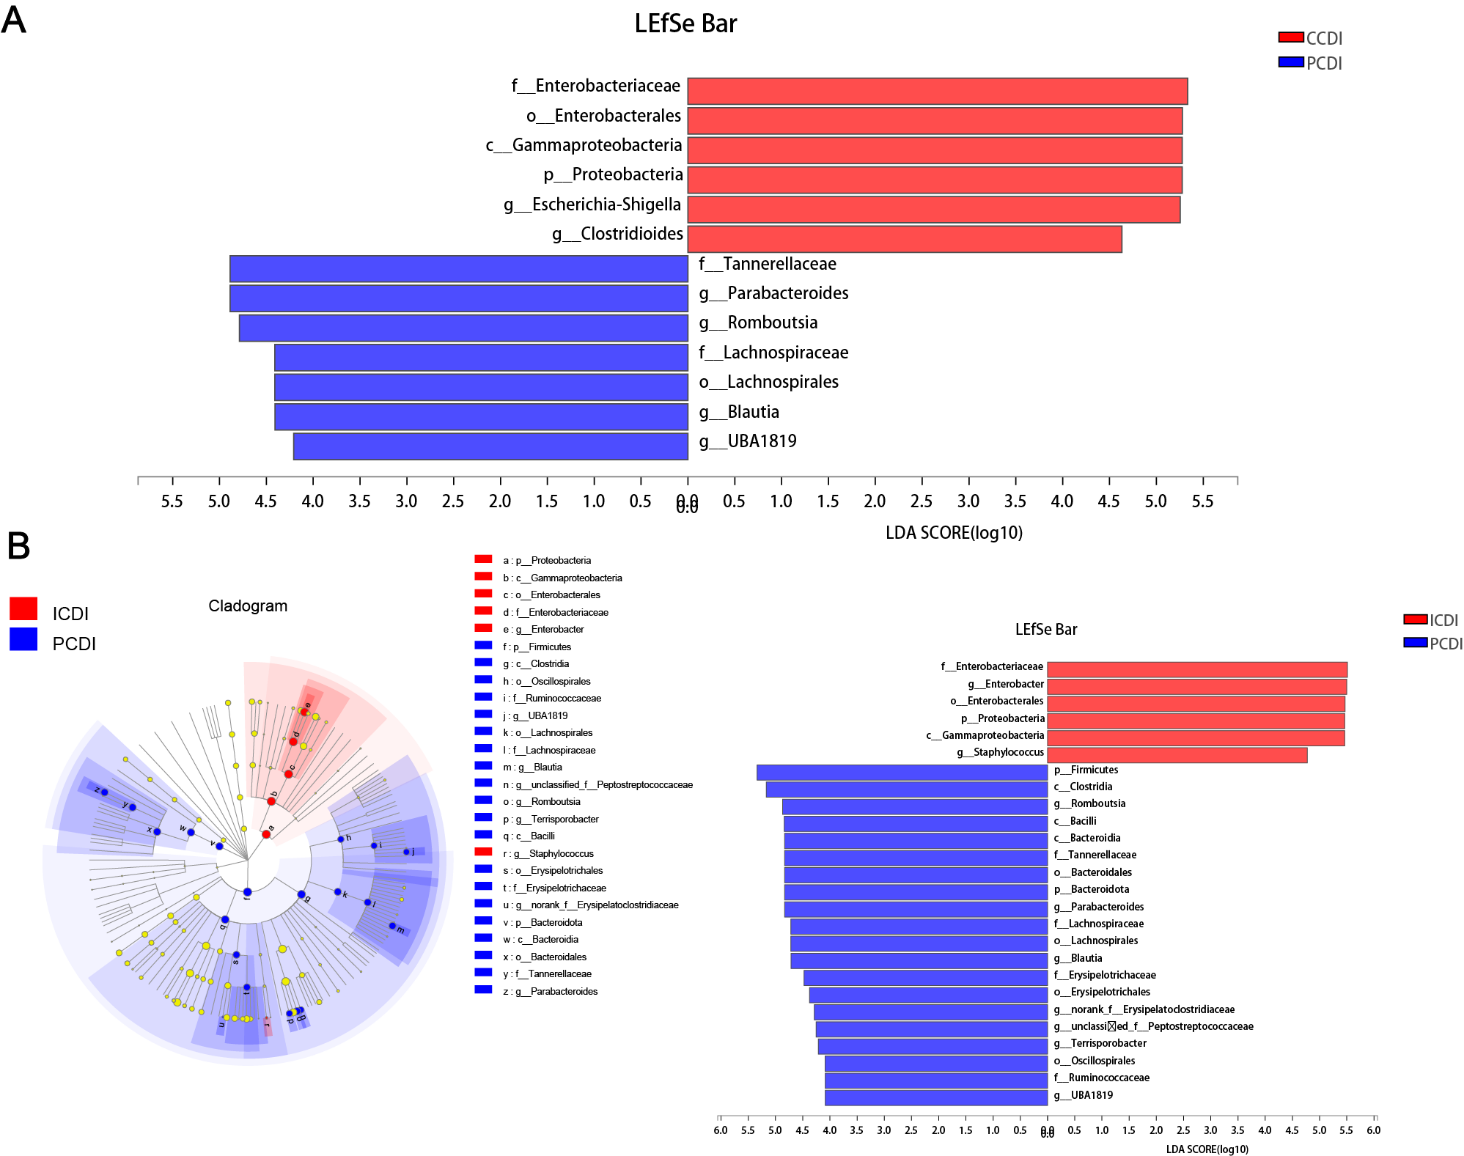 A
LEfSe Bar
CCDI
PCDI
f__Enterobacteriaceae
o__Enterobacterales
c__Gammaproteobacteria
p__Proteobacteria
g__Escherichia-Shigella
g__Clostridioides
f__Tannerellaceae
g__Parabacteroides
g__Romboutsia
f__Lachnospiraceae
o__Lachnospirales
g__Blautia
g__UBA1819
5.5 5.0 4.5 4.0 3.5 3.0 2.5 2.0 1.5 1.0 0.5 0.0 0.5 1.0 1.5 2.0 2.5 3.0 3.5 4.0 4.5 5.0 5.5
0.0
LDA SCORE(log10)
B
ICDI
PCDI
Cladogram
a
b
c
d
e
f
g
h
i
j
k
l
m
p
q
r
s
t
u
v
w
x
y
z
a : p__Proteobacteria
b : c__Gammaproteobacteria
c : o__Enterobacterales
d : f__Enterobacteriaceae
e : g__Enterobacter
f : p__Firmicutes
g : c__Clostridia
h : o__Oscillospirales
i : f__Ruminococcaceae
j : g__UBA1819
k : o__Lachnospirales
l : f__Lachnospiraceae
m : g__Blautia
n : g__unclassified_f__Peptostreptococcaceae
o : g__Romboutsia
p : g__Terrisporobacter
q : c__Bacilli
r : g__Staphylococcus
s : o__Erysipelotrichales
t : f__Erysipelotrichaceae
u : g__norank_f__Erysipelatoclostridiaceae
v : p__Bacteroidota
w : c__Bacteroidia
x : o__Bacteroidales
y : f__Tannerellaceae
z : g__Parabacteroides
LEfSe Bar
ICDI
PCDI
f__Enterobacteriaceae
g__Enterobacter
o__Enterobacterales
p__Proteobacteria
c__Gammaproteobacteria
g__Staphylococcus
p__Firmicutes
c__Clostridia
g__Romboutsia
c__Bacilli
c__Bacteroidia
f__Tannerellaceae
o__Bacteroidales
p__Bacteroidota
g__Parabacteroides
f__Lachnospiraceae
o__Lachnospirales
g__Blautia
f__Erysipelotrichaceae
o__Erysipelotrichales
g__norank_f__Erysipelatoclostridiaceae
g__unclassi☒ed_f__Peptostreptococcaceae
g__Terrisporobacter
o__Oscillospirales
f__Ruminococcaceae
g__UBA1819
6.0 5.5 5.0 4.5 4.0 3.5 3.0 2.5 2.0 1.5 1.0 0.5 0.0 0.5 1.0 1.5 2.0 2.5 3.0 3.5 4.0 4.5 5.0 5.5 6.0
0.0
LDA SCORE(log10)